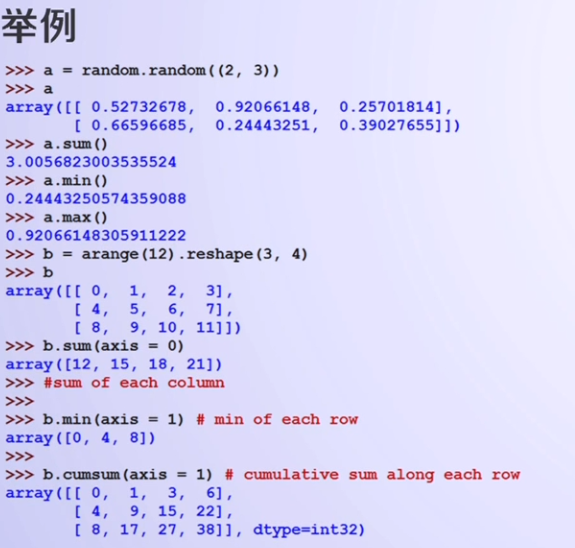 举例
>>> a = random.random((2, 3))
>>> a
array([[ 0.52732678,  0.92066148,  0.25701814],
       [ 0.66596685,  0.24443251,  0.39027655]])
>>> a.sum()
3.0056823003535524
>>> a.min()
0.24443250574359088
>>> a.max()
0.92066148305911222
>>> b = arange(12).reshape(3, 4)
>>> b
array([[ 0,  1,  2,  3],
       [ 4,  5,  6,  7],
       [ 8,  9, 10, 11]])
>>> b.sum(axis = 0)
array([12, 15, 18, 21])
>>> #sum of each column
>>>
>>> b.min(axis = 1) # min of each row
array([0, 4, 8])
>>>
>>> b.cumsum(axis = 1) # cumulative sum along each row
array([[ 0,  1,  3,  6],
       [ 4,  9, 15, 22],
       [ 8, 17, 27, 38]], dtype=int32)